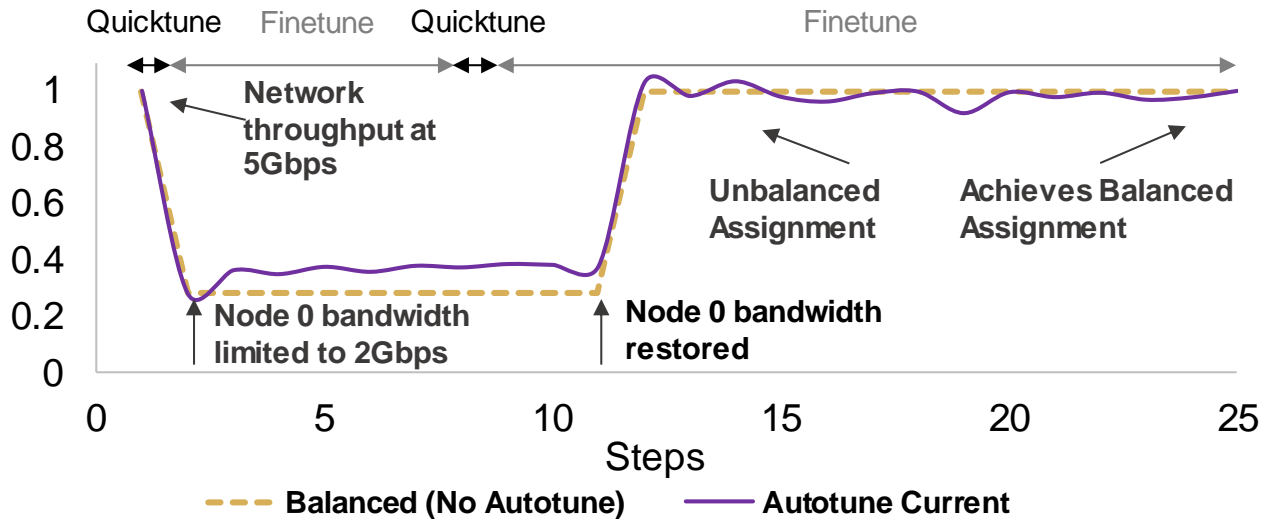 Quicktune Finetune Quicktune Finetune
1
0.8
0.6
0.4
0.2
0
Network
throughput at
5Gbps
Unbalanced
Assignment
Achieves Balanced
Assignment
Node 0 bandwidth
limited to 2Gbps
Node 0 bandwidth
restored
0 5 10 15 20 25
Steps
Balanced (No Autotune) Autotune Current